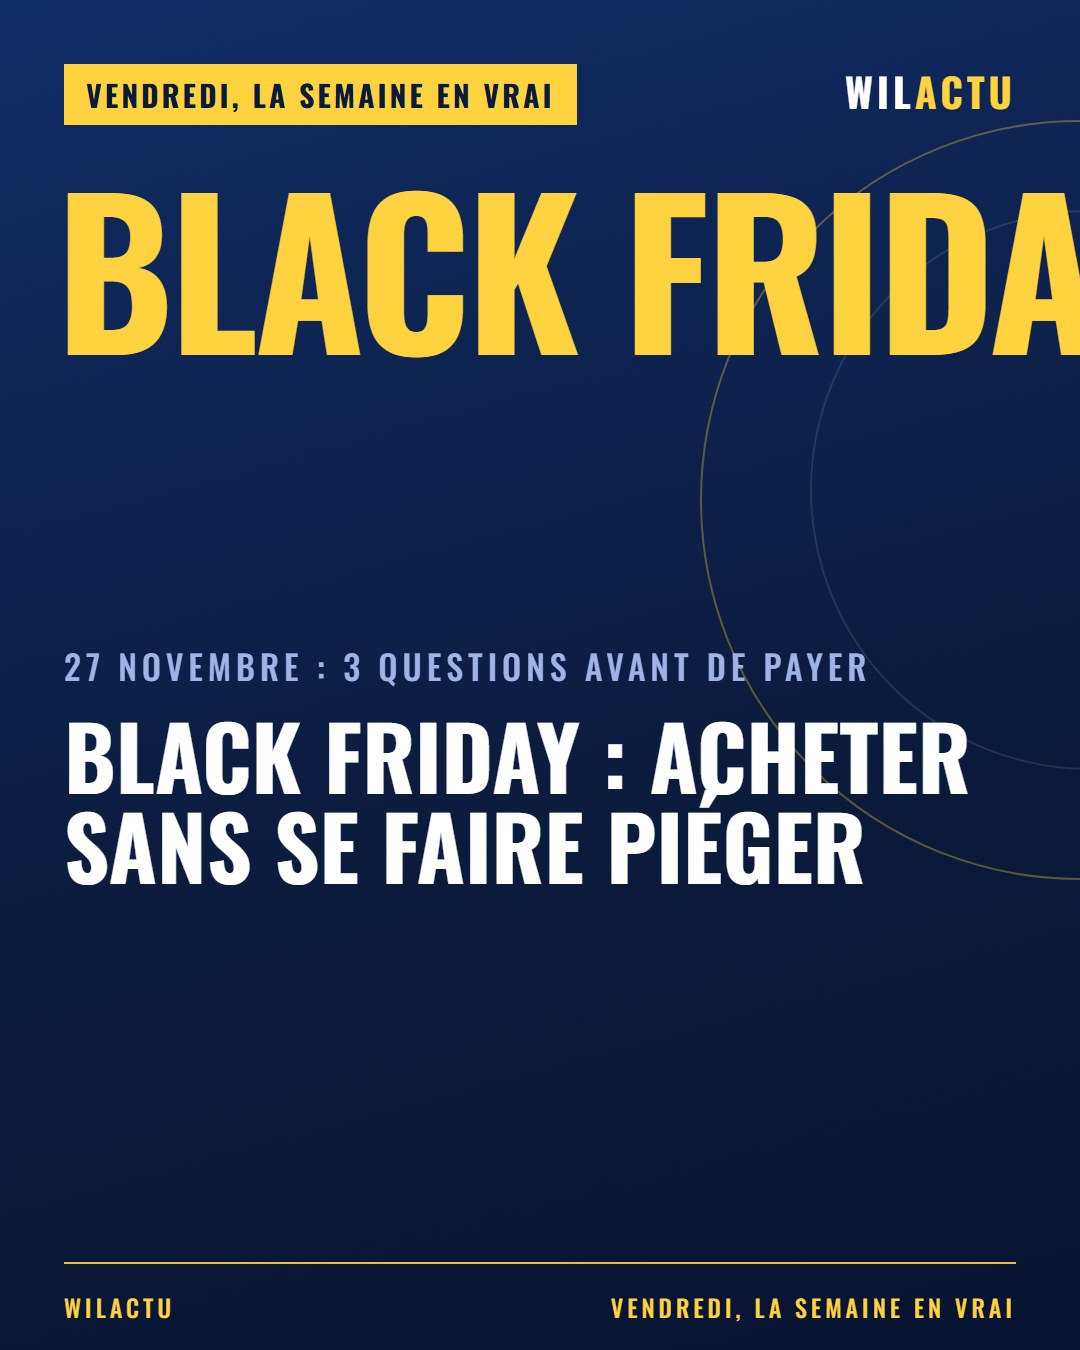 VENDREDI, LA SEMAINE EN VRAI
WILACTU
BLACK FRIDA
27 NOVEMBRE : 3 QUESTIONS AVANT DE PAYER
BLACK FRIDAY : ACHETER
SANS SE FAIRE PIÉGER
WILACTU
VENDREDI, LA SEMAINE EN VRAI